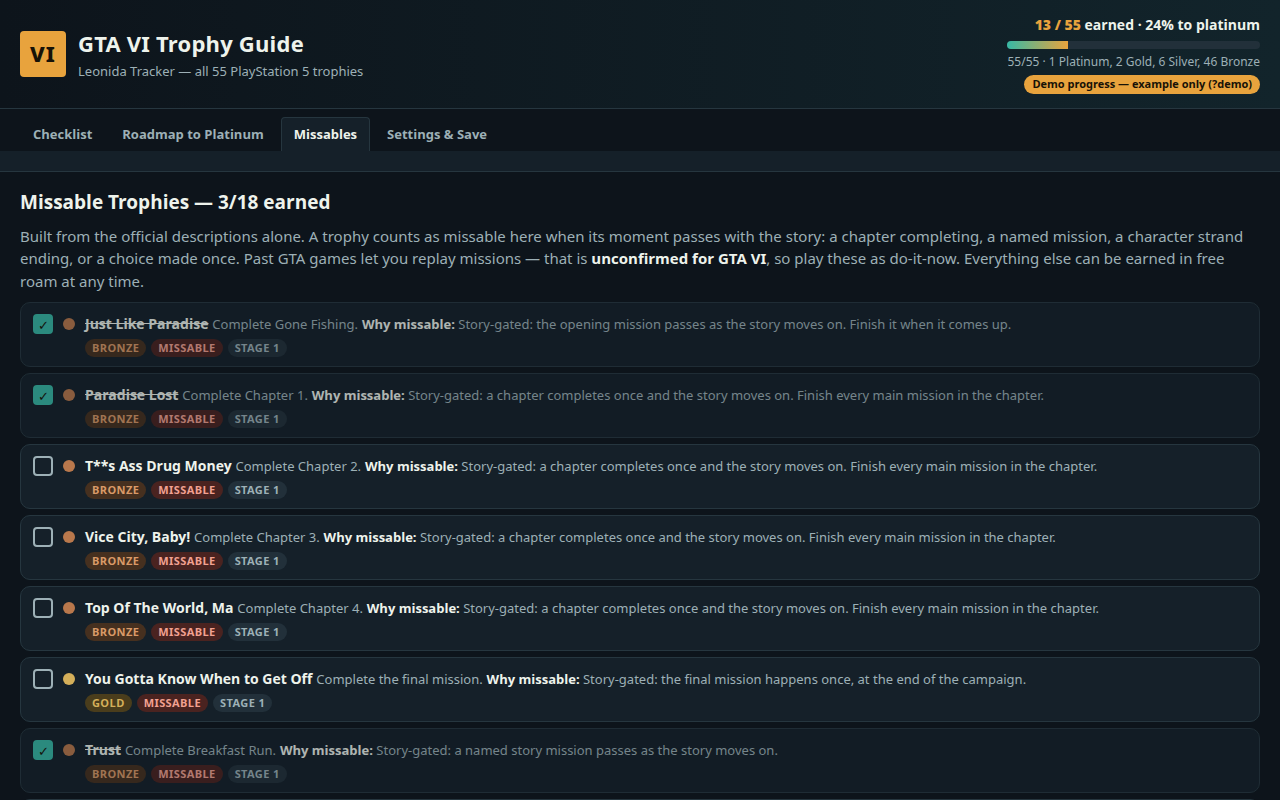 VI
GTA VI Trophy Guide
Leonida Tracker — all 55 PlayStation 5 trophies
13 / 55 earned · 24% to platinum
55/55 · 1 Platinum, 2 Gold, 6 Silver, 46 Bronze
Demo progress — example only (?demo)
Checklist
Roadmap to Platinum
Missables
Settings & Save
Missable Trophies — 3/18 earned
Built from the official descriptions alone. A trophy counts as missable here when its moment passes with the story: a chapter completing, a named mission, a character strand
ending, or a choice made once. Past GTA games let you replay missions — that is unconfirmed for GTA VI, so play these as do-it-now. Everything else can be earned in free
roam at any time.
✓ Just Like Paradise Complete Gone Fishing. Why missable: Story-gated: the opening mission passes as the story moves on. Finish it when it comes up.
BRONZE MISSABLE STAGE 1
✓ Paradise Lost Complete Chapter 1. Why missable: Story-gated: a chapter completes once and the story moves on. Finish every main mission in the chapter.
BRONZE MISSABLE STAGE 1
T**s Ass Drug Money Complete Chapter 2. Why missable: Story-gated: a chapter completes once and the story moves on. Finish every main mission in the chapter.
BRONZE MISSABLE STAGE 1
Vice City, Baby! Complete Chapter 3. Why missable: Story-gated: a chapter completes once and the story moves on. Finish every main mission in the chapter.
BRONZE MISSABLE STAGE 1
Top Of The World, Ma Complete Chapter 4. Why missable: Story-gated: a chapter completes once and the story moves on. Finish every main mission in the chapter.
BRONZE MISSABLE STAGE 1
You Gotta Know When to Get Off Complete the final mission. Why missable: Story-gated: the final mission happens once, at the end of the campaign.
GOLD MISSABLE STAGE 1
✓ Trust Complete Breakfast Run. Why missable: Story-gated: a named story mission passes as the story moves on.
BRONZE MISSABLE STAGE 1